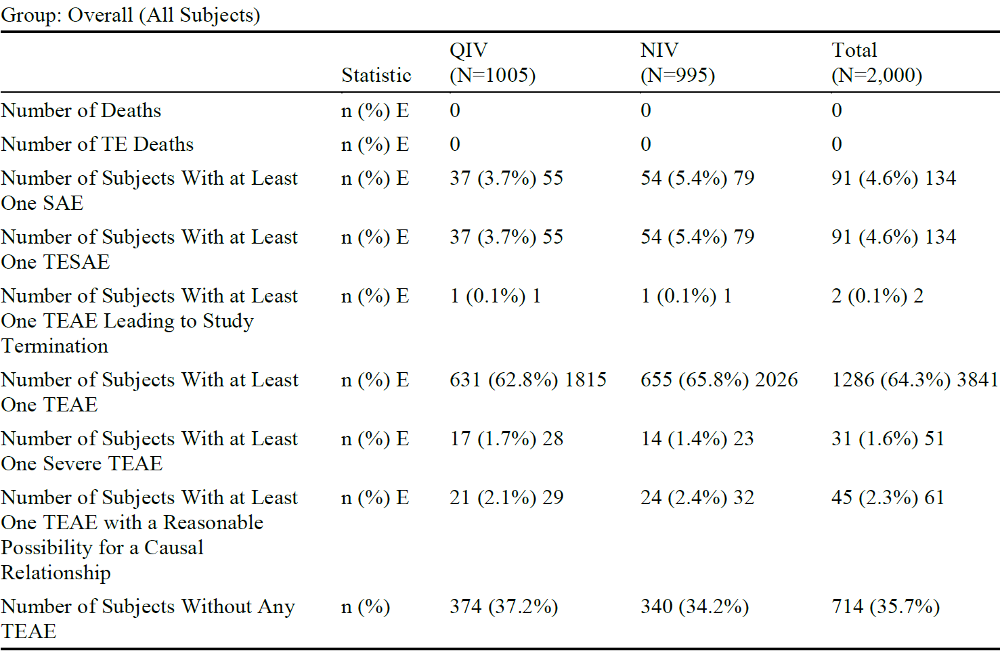 Group: Overall (All Subjects)
QIV NIV Total
Statistic (N=1005) (N=995) (N=2,000)
Number of Deaths n (%) E 0 0 0
Number of TE Deaths n (%) E 0 0 0
Number of Subjects With at Least n (%) E 37 (3.7%) 55 54 (5.4%) 79 91 (4.6%) 134
One SAE
Number of Subjects With at Least n (%) E 37 (3.7%) 55 54 (5.4%) 79 91 (4.6%) 134
One TESAE
Number of Subjects With at Least n (%) E 1 (0.1%) 1 1 (0.1%) 1 2 (0.1%) 2
One TEAE Leading to Study
Termination
Number of Subjects With at Least n (%) E 631 (62.8%) 1815 655 (65.8%) 2026 1286 (64.3%) 3841
One TEAE
Number of Subjects With at Least n (%) E 17 (1.7%) 28 14 (1.4%) 23 31 (1.6%) 51
One Severe TEAE
Number of Subjects With at Least n (%) E 21 (2.1%) 29 24 (2.4%) 32 45 (2.3%) 61
One TEAE with a Reasonable
Possibility for a Causal
Relationship
Number of Subjects Without Any n (%) 374 (37.2%) 340 (34.2%) 714 (35.7%)
TEAE